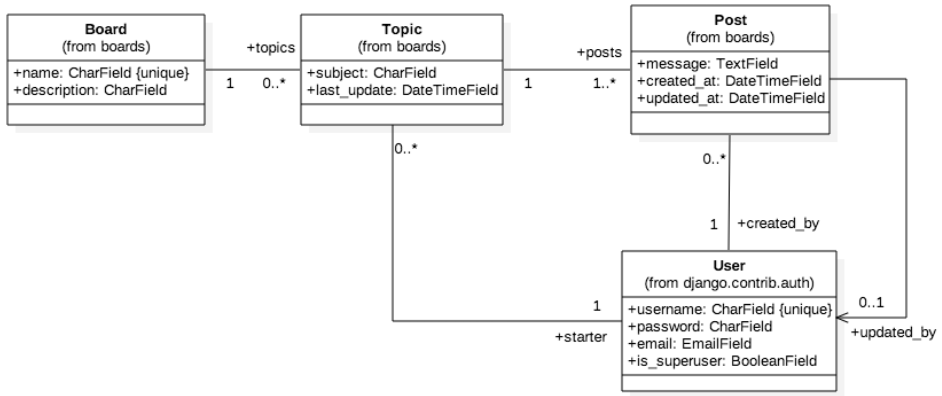 Board
(from boards)
+name: CharField {unique}
+description: CharField
+topics
1
0..*
Topic
(from boards)
+subject: CharField
+last_update: DateTimeField
+posts
1
1..*
Post
(from boards)
+message: TextField
+created_at: DateTimeField
+updated_at: DateTimeField
0..*
0..*
1
+created_by
1
+starter
User
(from django.contrib.auth)
+username: CharField {unique}
+password: CharField
+email: EmailField
+is_superuser: BooleanField
0..1
+updated_by